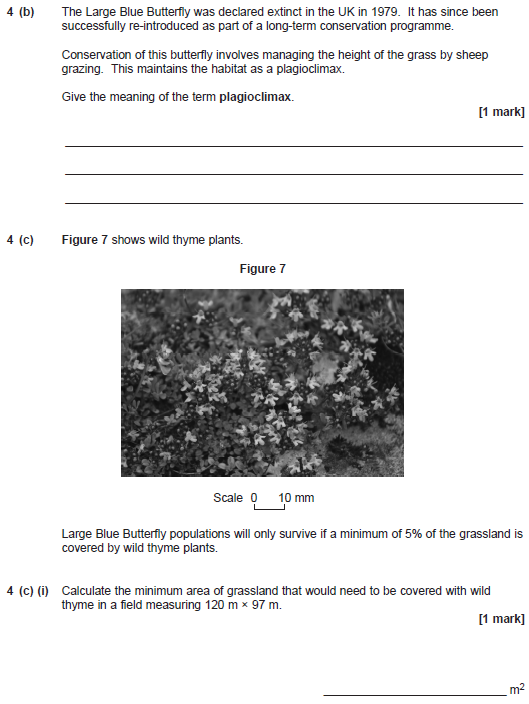 4 (b) The Large Blue Butterfly was declared extinct in the UK in 1979. It has since been
successfully re-introduced as part of a long-term conservation programme.
Conservation of this butterfly involves managing the height of the grass by sheep
grazing. This maintains the habitat as a plagioclimax.
Give the meaning of the term plagioclimax.
[1 mark]
4 (c) Figure 7 shows wild thyme plants.
Figure 7
Scale 0 10 mm
Large Blue Butterfly populations will only survive if a minimum of 5% of the grassland is
covered by wild thyme plants.
4 (c) (i) Calculate the minimum area of grassland that would need to be covered with wild
thyme in a field measuring 120 m × 97 m.
[1 mark]
m²